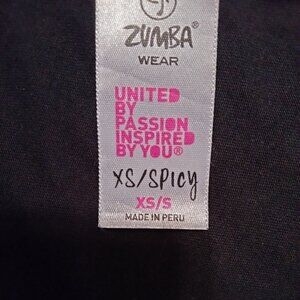 ZUMBA®
WEAR
UNITED
BY
PASSION
INSPIRED
BY YOU®
XS/SPICY
XS/S
MADE IN PERU